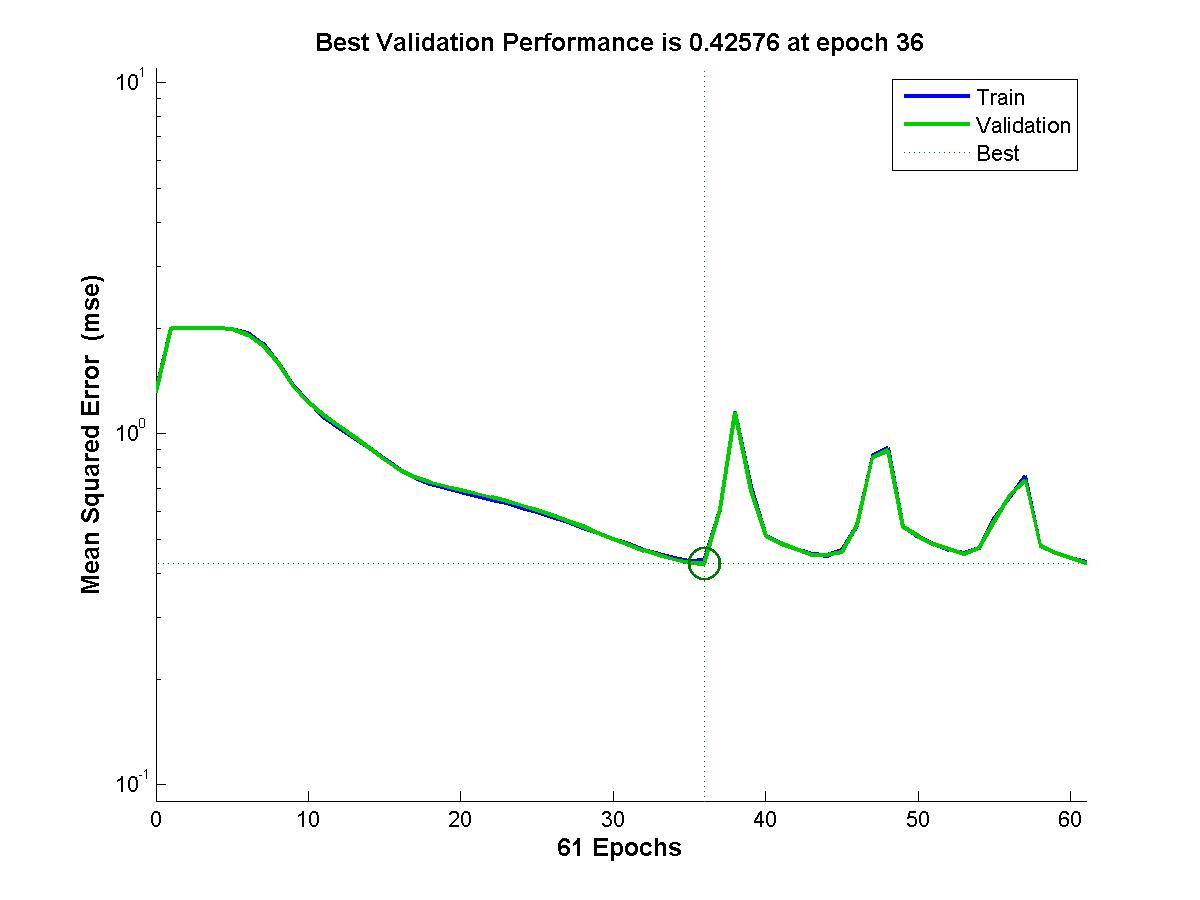 Best Validation Performance is 0.42576 at epoch 36
Train
Validation
Best
Mean Squared Error (mse)
10^1
10^0
10^-1
0 10 20 30 40 50 60
61 Epochs